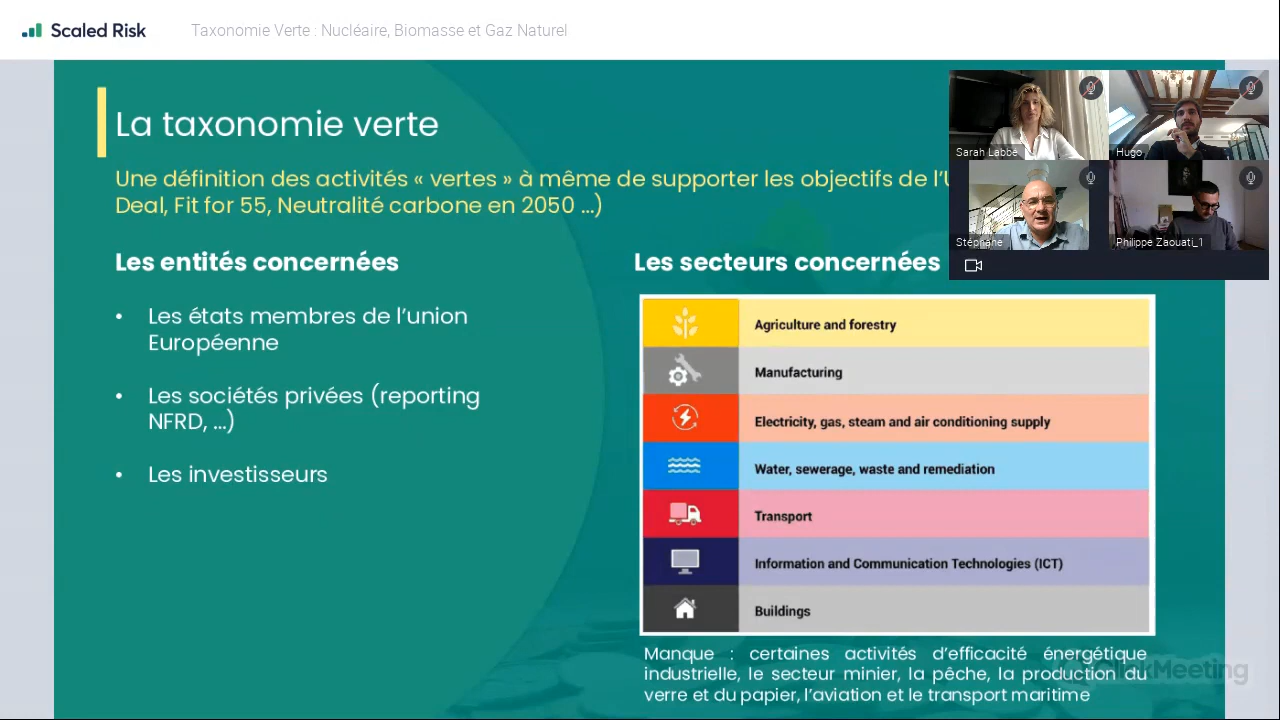 Scaled Risk
Taxonomie Verte : Nucléaire, Biomasse et Gaz Naturel
La taxonomie verte
Une définition des activités « vertes » à même de supporter les objectifs de
Deal, Fit for 55, Neutralité carbone en 2050 ...)
Sarah Labbé
Hugo
Stéphane
Philippe Zaouati_1
Les entités concernées
• Les états membres de l'union
Européenne
• Les sociétés privées (reporting
NFRD, ...)
• Les investisseurs
Les secteurs concernées
Agriculture and forestry
Manufacturing
Electricity, gas, steam and air conditioning supply
Water, sewerage, waste and remediation
Transport
Information and Communication Technologies (ICT)
Buildings
Manque : certaines activités d'efficacité énergétique
industrielle, le secteur minier, la pêche, la production du
verre et du papier, l'aviation et le transport maritime
ClickMeeting